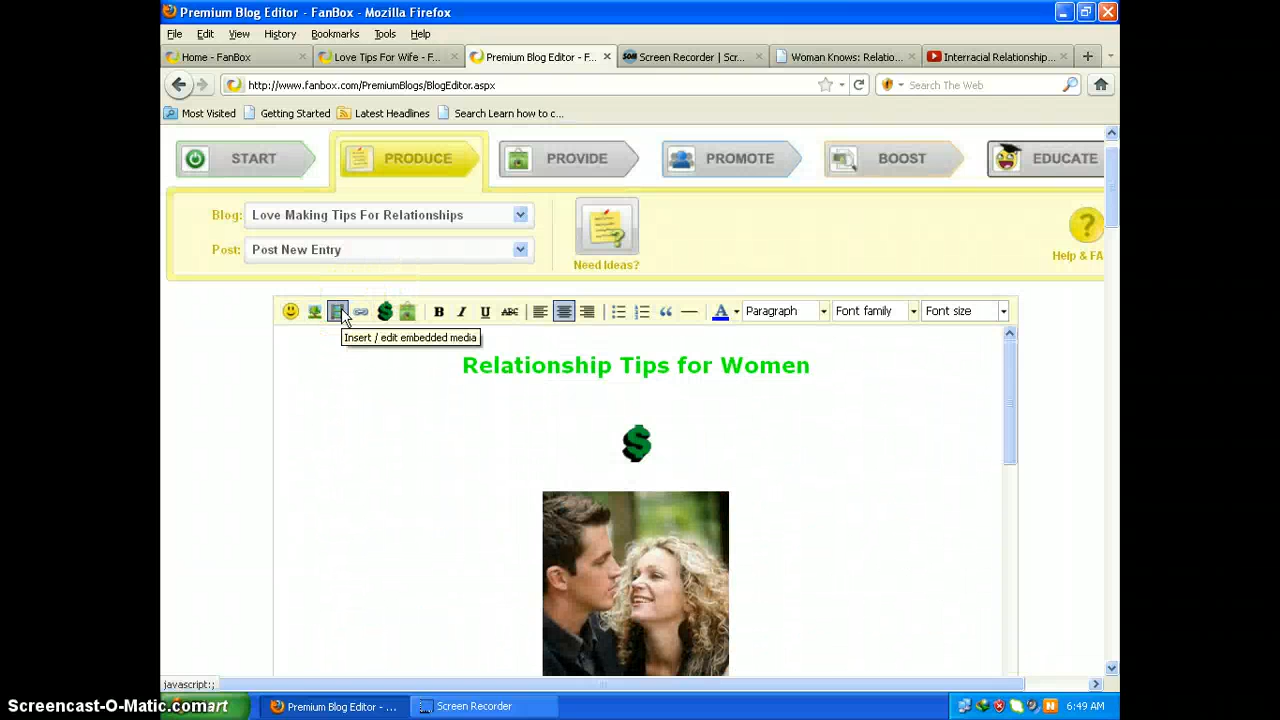 Premium Blog Editor - FanBox - Mozilla Firefox
File Edit View History Bookmarks Tools Help
Home - FanBox
Love Tips For Wife - F...
Premium Blog Editor - F...
Screen Recorder | Scr...
Woman Knows: Relatio...
Interracial Relationship...
http://www.fanbox.com/PremiumBlogs/BlogEditor.aspx
Search The Web
Most Visited Getting Started Latest Headlines Search Learn how to c...
START PRODUCE PROVIDE PROMOTE BOOST EDUCATE
Blog: Love Making Tips For Relationships
Post: Post New Entry
Need Ideas?
Help & FA
B I U ABC A Paragraph Font family Font size
Insert / edit embedded media
Relationship Tips for Women
$
javascript:;
Screencast-O-Matic.com
art
Premium Blog Editor - ...
Screen Recorder
6:49 AM